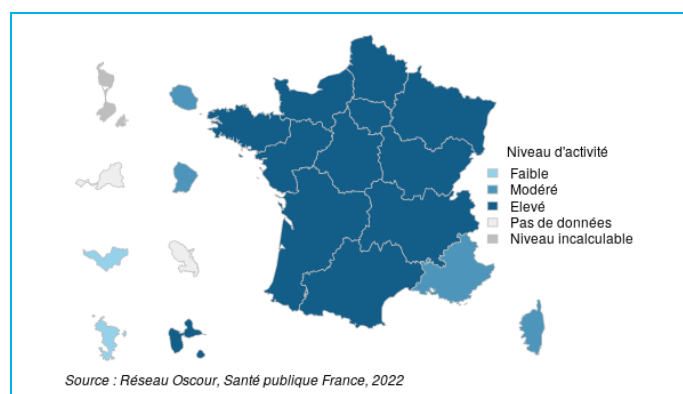 Niveau d'activité
Faible
Modéré
Elevé
Pas de données
Niveau incalculable
Source : Réseau Oscour, Santé publique France, 2022